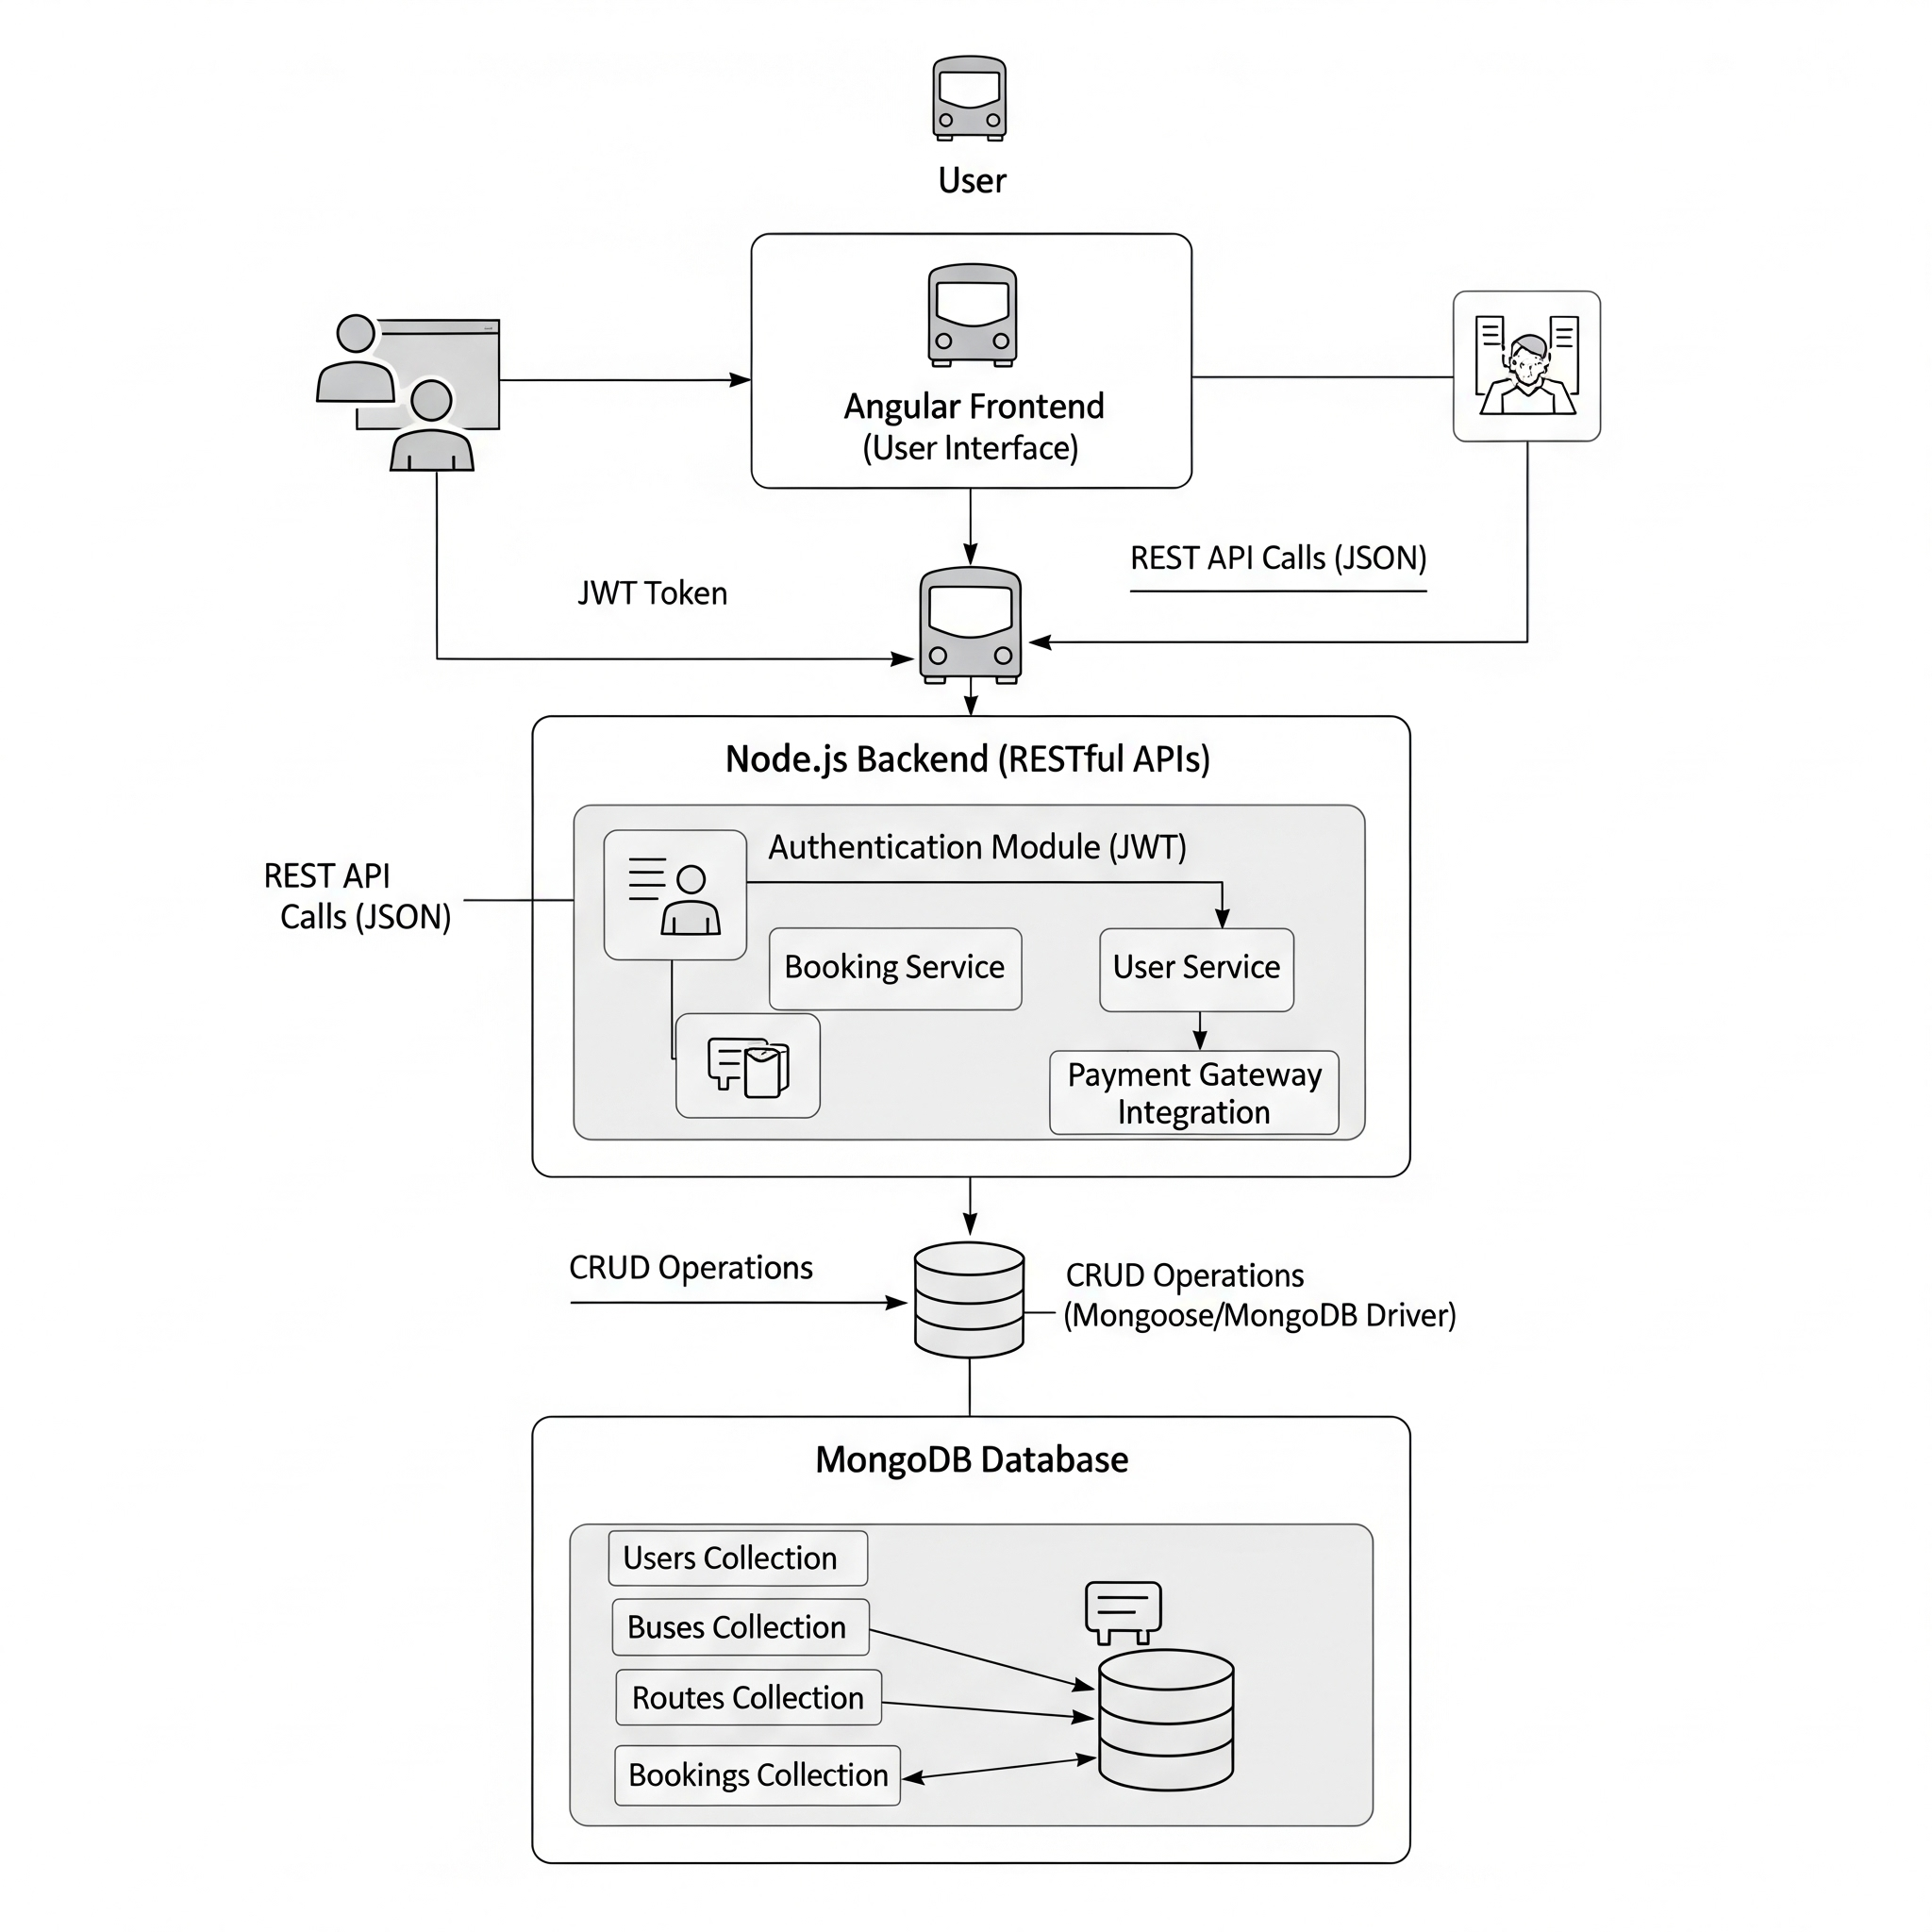 User
Angular Frontend
(User Interface)
JWT Token
REST API Calls (JSON)
Node.js Backend (RESTful APIs)
Authentication Module (JWT)
REST API
Calls (JSON)
Booking Service
User Service
Payment Gateway
Integration
CRUD Operations
CRUD Operations
(Mongoose/MongoDB Driver)
MongoDB Database
Users Collection
Buses Collection
Routes Collection
Bookings Collection